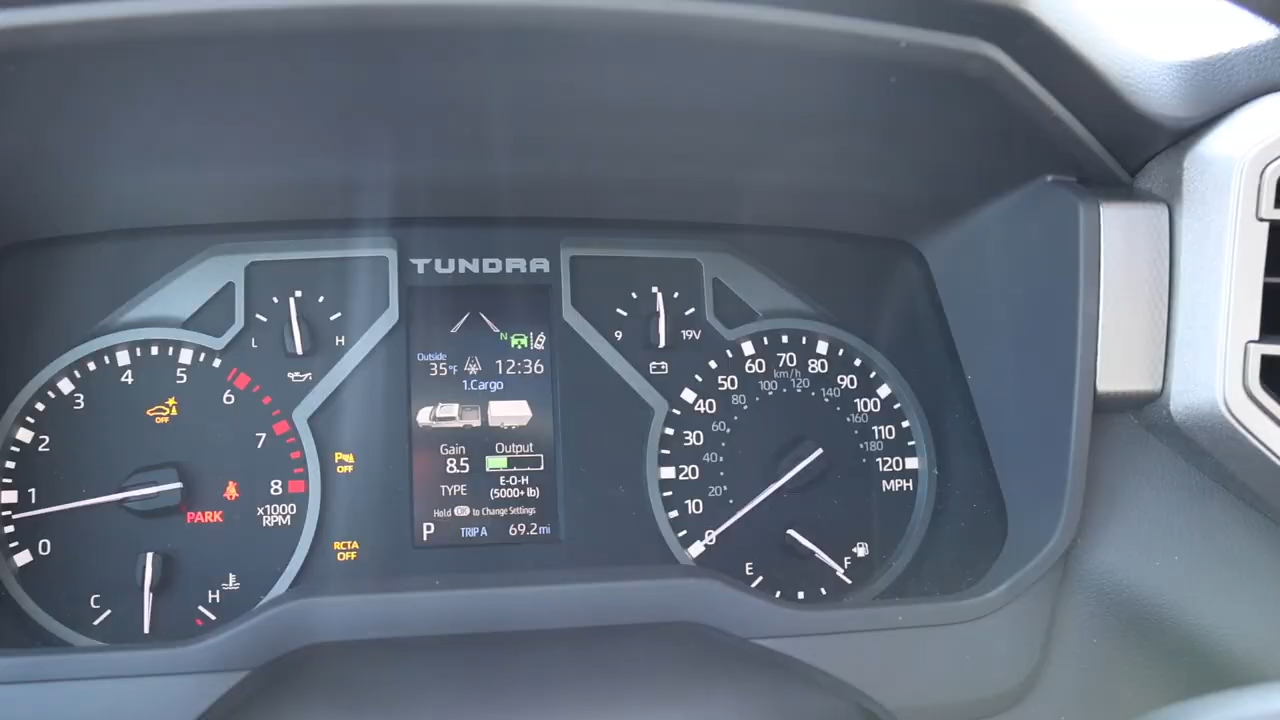 TUNDRA
L H
9 19V
N
Outside
35°F 12:36
1.Cargo
Gain Output
8.5
TYPE E-O-H
(5000+ lb)
Hold OK to Change Settings
P TRIP A 69.2 mi
0 1 2 3 4 5 6 7 8
x1000
RPM
OFF
PARK
C H
P OFF
RCTA
OFF
0 10 20 30 40 50 60 70 80 90 100 110 120
MPH
km/h
20 40 60 80 100 120 140 160 180
E F